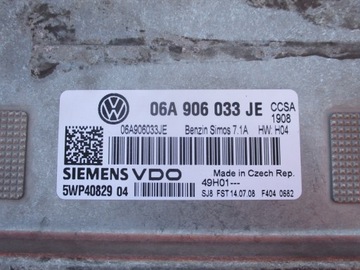 06A 906 033 JE CCSA
1908
06A906033JE Benzin Simos 7.1A HW: H04
SIEMENS VDO Made in Czech Rep.
5WP40829 04 49H01---
SJ8 FST 14.07.08 F404 0682